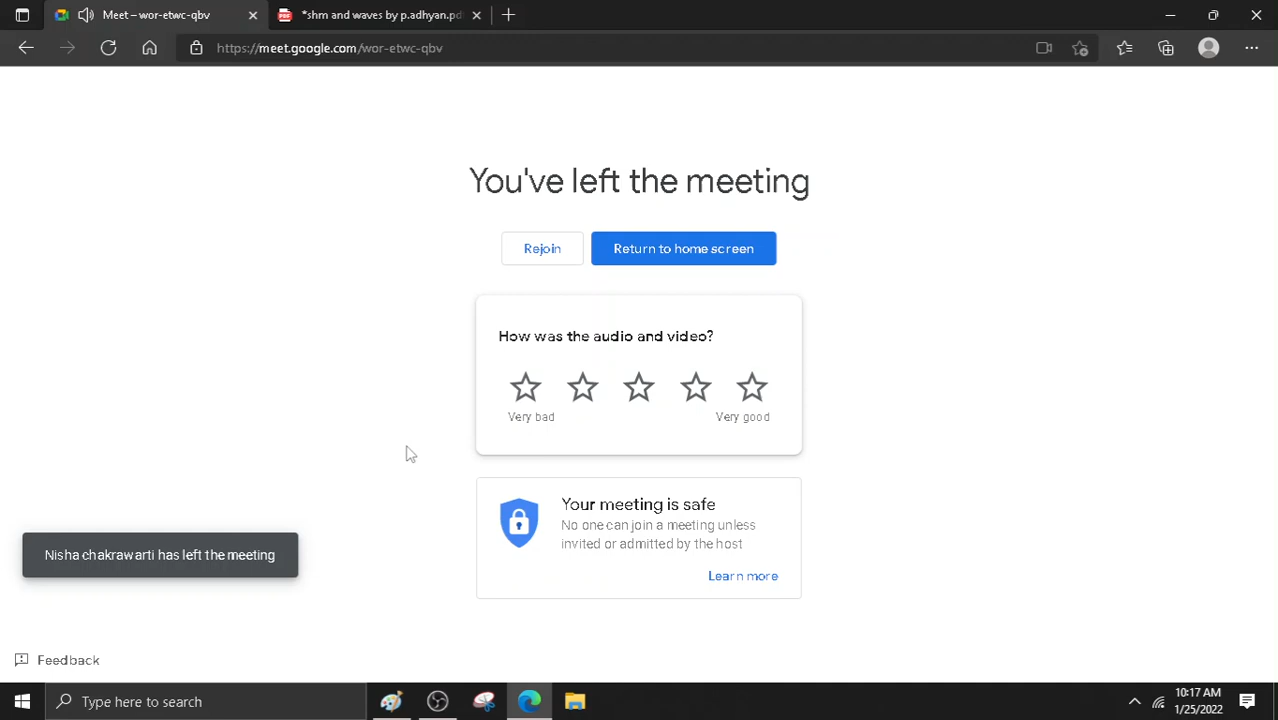 Meet – wor-etwc-qbv
*shm and waves by p.adhyan.pd
https://meet.google.com/wor-etwc-qbv
You've left the meeting
Rejoin
Return to home screen
How was the audio and video?
Very bad
Very good
Your meeting is safe
No one can join a meeting unless
invited or admitted by the host
Learn more
Nisha chakrawarti has left the meeting
Feedback
Type here to search
10:17 AM
1/25/2022